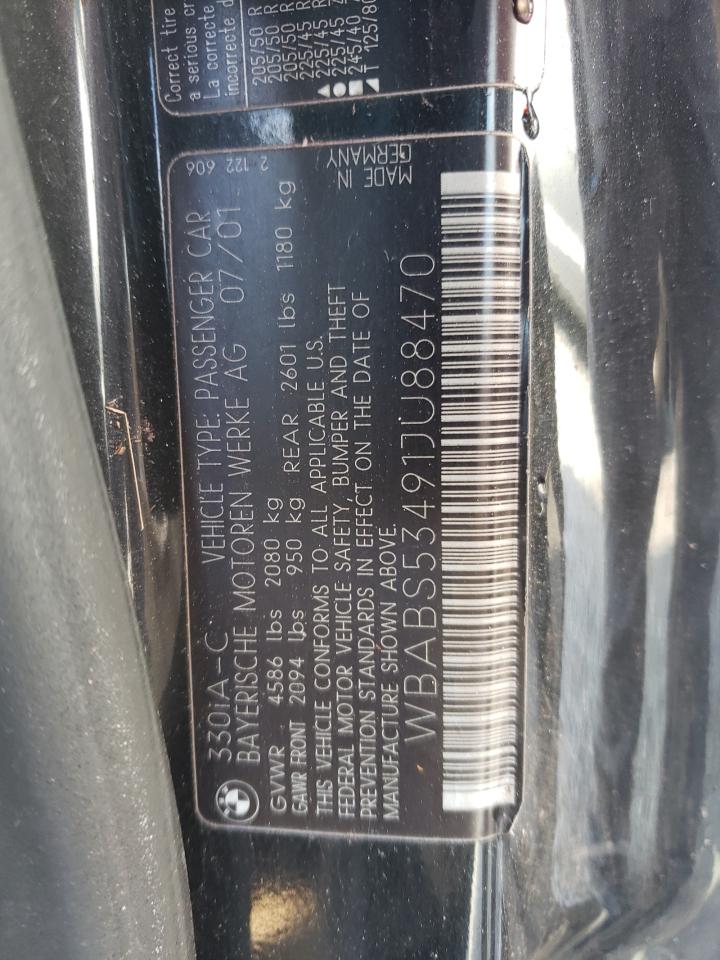 330iA-C VEHICLE TYPE: PASSENGER CAR
BAYERISCHE MOTOREN WERKE AG 07/01
GVWR 4586 lbs 2080 kg
GAWR FRONT 2094 lbs 950 kg REAR 2601 lbs 1180 kg
THIS VEHICLE CONFORMS TO ALL APPLICABLE U.S.
FEDERAL MOTOR VEHICLE SAFETY, BUMPER AND THEFT
PREVENTION STANDARDS IN EFFECT ON THE DATE OF
MANUFACTURE SHOWN ABOVE.
WBABS53491JU88470
606
2 122
MADE IN
GERMANY
Correct tire
a serious
La correcte
incorrecte
205/50 R
205/50 R
205/50 R
225/45 R
225/45 R
225/45
245/40
T 125/80
BMW